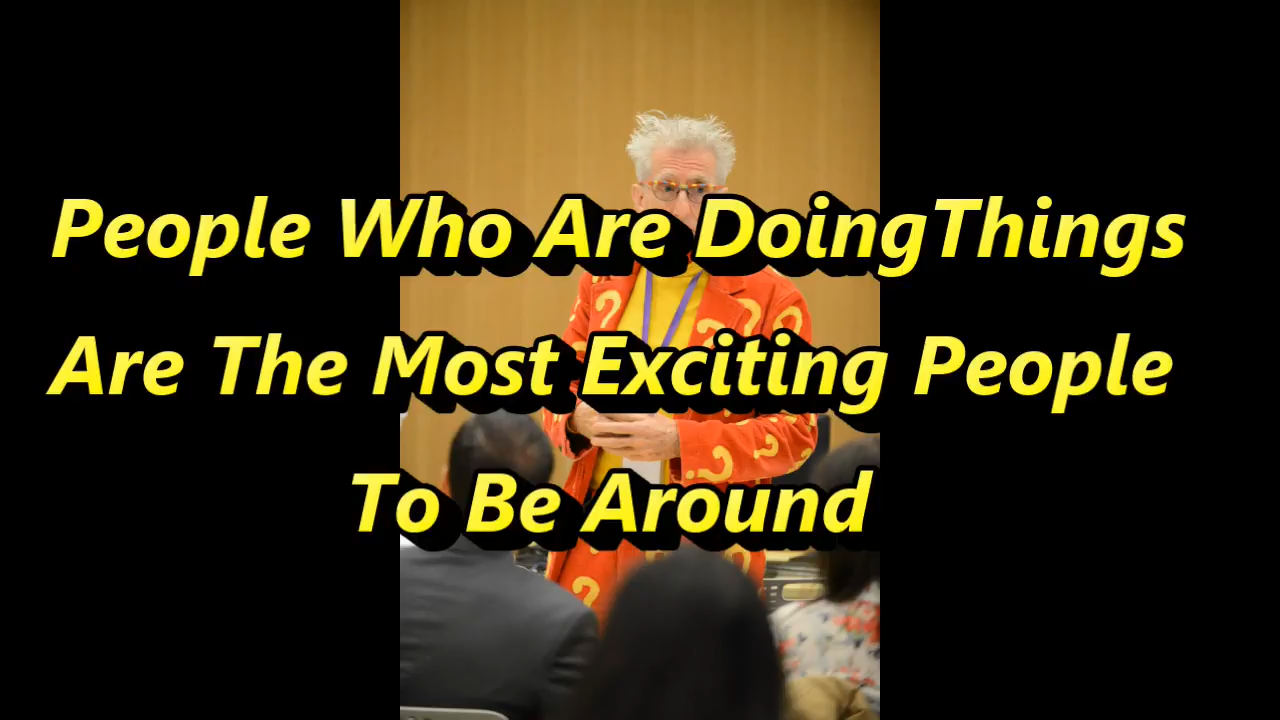 People Who Are DoingThings
Are The Most Exciting People
To Be Around